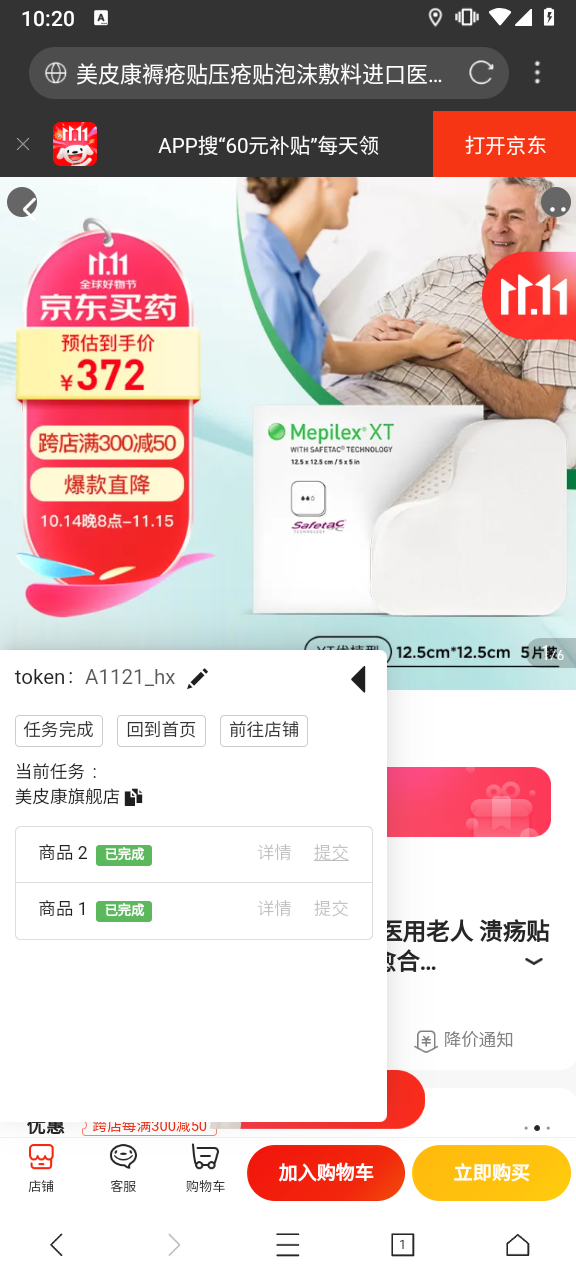 10:20
A
美皮康褥疮贴压疮贴泡沫敷料进口医...
11.11
APP搜“60元补贴”每天领
打开京东
11.11
全球好物节
京东买药
预估到手价
¥372
跨店满300减50
爆款直降
10.14晚8点-11.15
11.11
Mepilex® XT
WITH SAFETAC® TECHNOLOGY
12.5 x 12.5 cm / 5 x 5 in
Safetac
TECHNOLOGY
12.5cm*12.5cm 5片款
token： A1121_hx
任务完成
回到首页
前往店铺
当前任务 :
美皮康旗舰店
商品 2 已完成 详情 提交
商品 1 已完成 详情 提交
医用老人 溃疡贴
愈合...
降价通知
优惠 跨店每满300减50
店铺
客服
购物车
加入购物车
立即购买
1